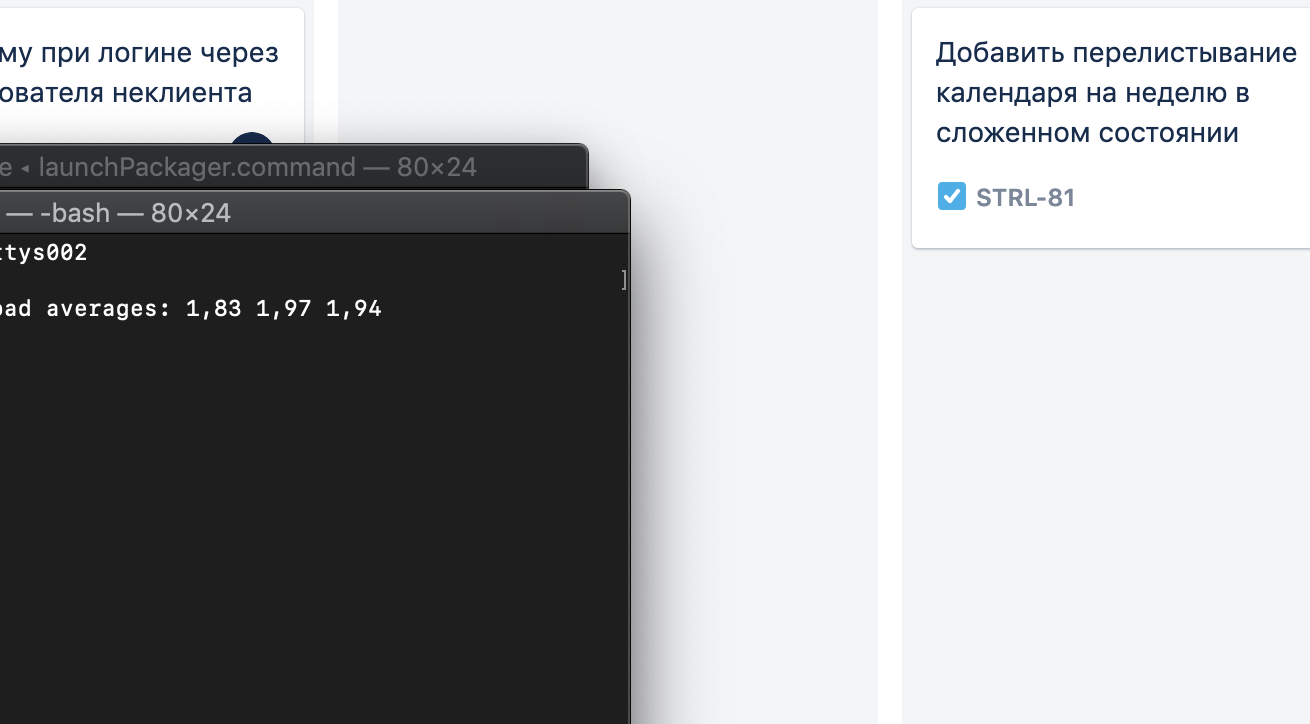 му при логине через
ователя неклиента
e ◂ launchPackager.command — 80×24
— -bash — 80×24
ttys002
]
oad averages: 1,83 1,97 1,94
Добавить перелистывание
календаря на неделю в
сложенном состоянии
STRL-81